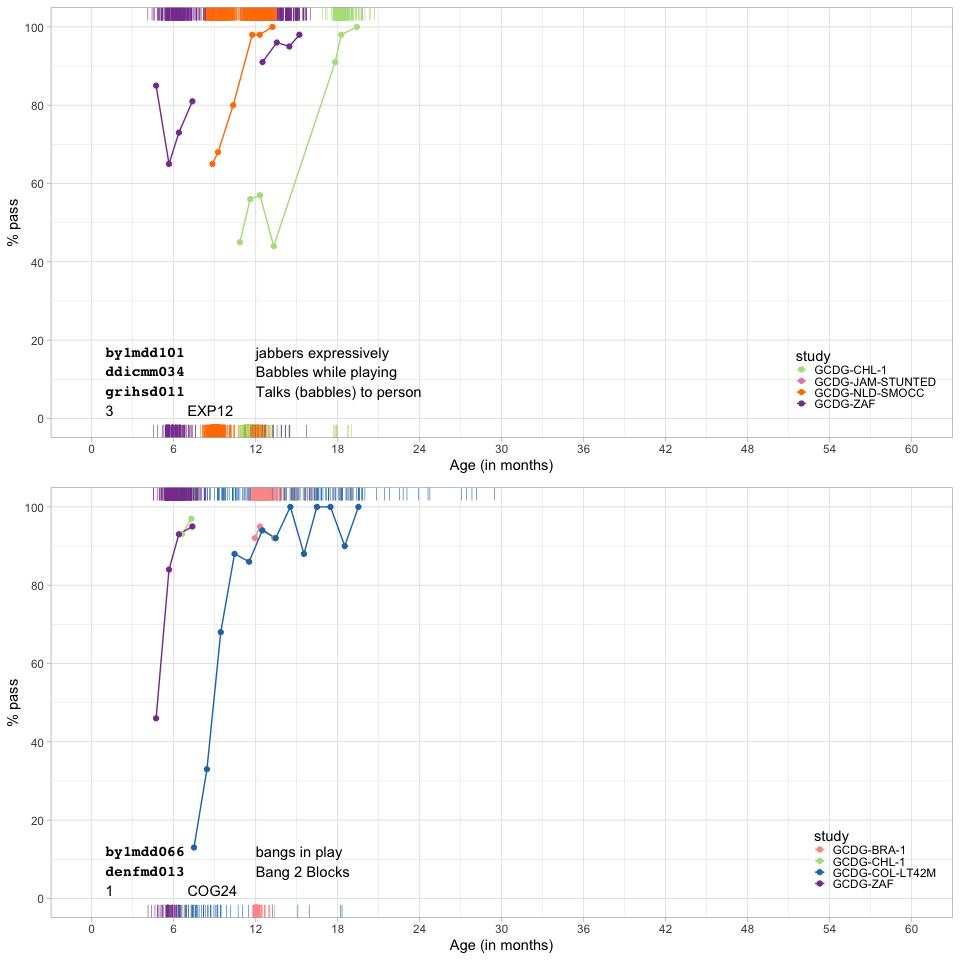 100
80
60
40
20
0
% pass
by1mdd101 jabbers expressively
ddicmm034 Babbles while playing
grihsd011 Talks (babbles) to person
3 EXP12
study
GCDG-CHL-1
GCDG-JAM-STUNTED
GCDG-NLD-SMOCC
GCDG-ZAF
0 6 12 18 24 30 36 42 48 54 60
Age (in months)
100
80
60
40
20
0
% pass
by1mdd066 bangs in play
denfmd013 Bang 2 Blocks
1 COG24
study
GCDG-BRA-1
GCDG-CHL-1
GCDG-COL-LT42M
GCDG-ZAF
0 6 12 18 24 30 36 42 48 54 60
Age (in months)